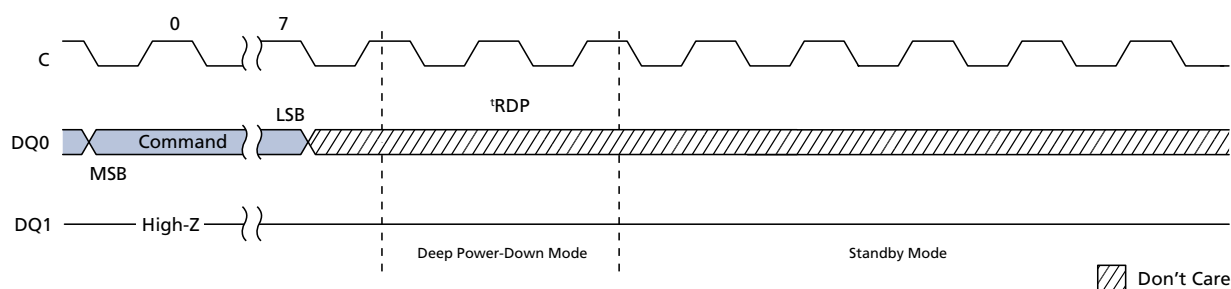 0 7
C
tRDP
LSB
DQ0 Command
MSB
DQ1 High-Z
Deep Power-Down Mode Standby Mode
Don't Care